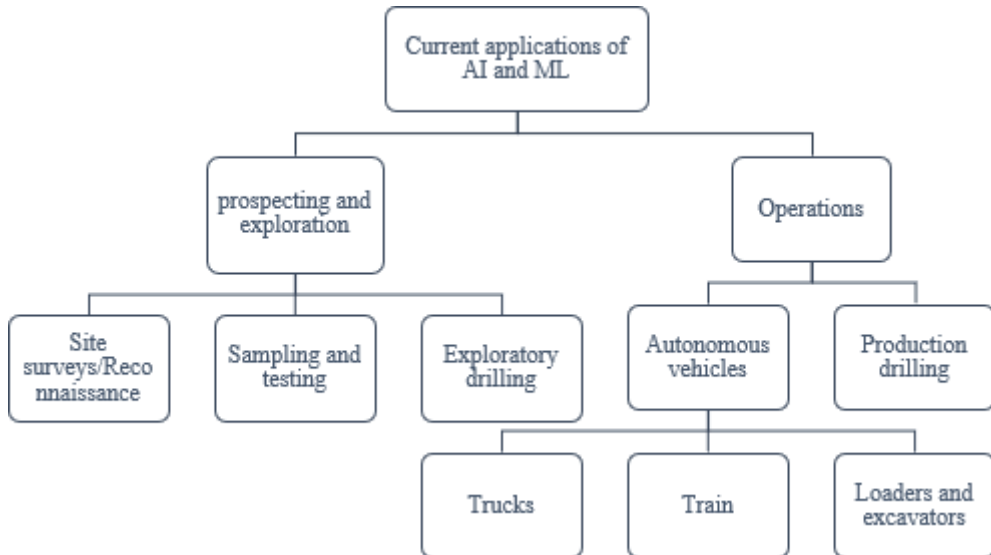 Current applications of
AI and ML
prospecting and
exploration
Operations
Site
surveys/Reco
nnaissance
Sampling and
testing
Exploratory
drilling
Autonomous
vehicles
Production
drilling
Trucks
Train
Loaders and
excavators